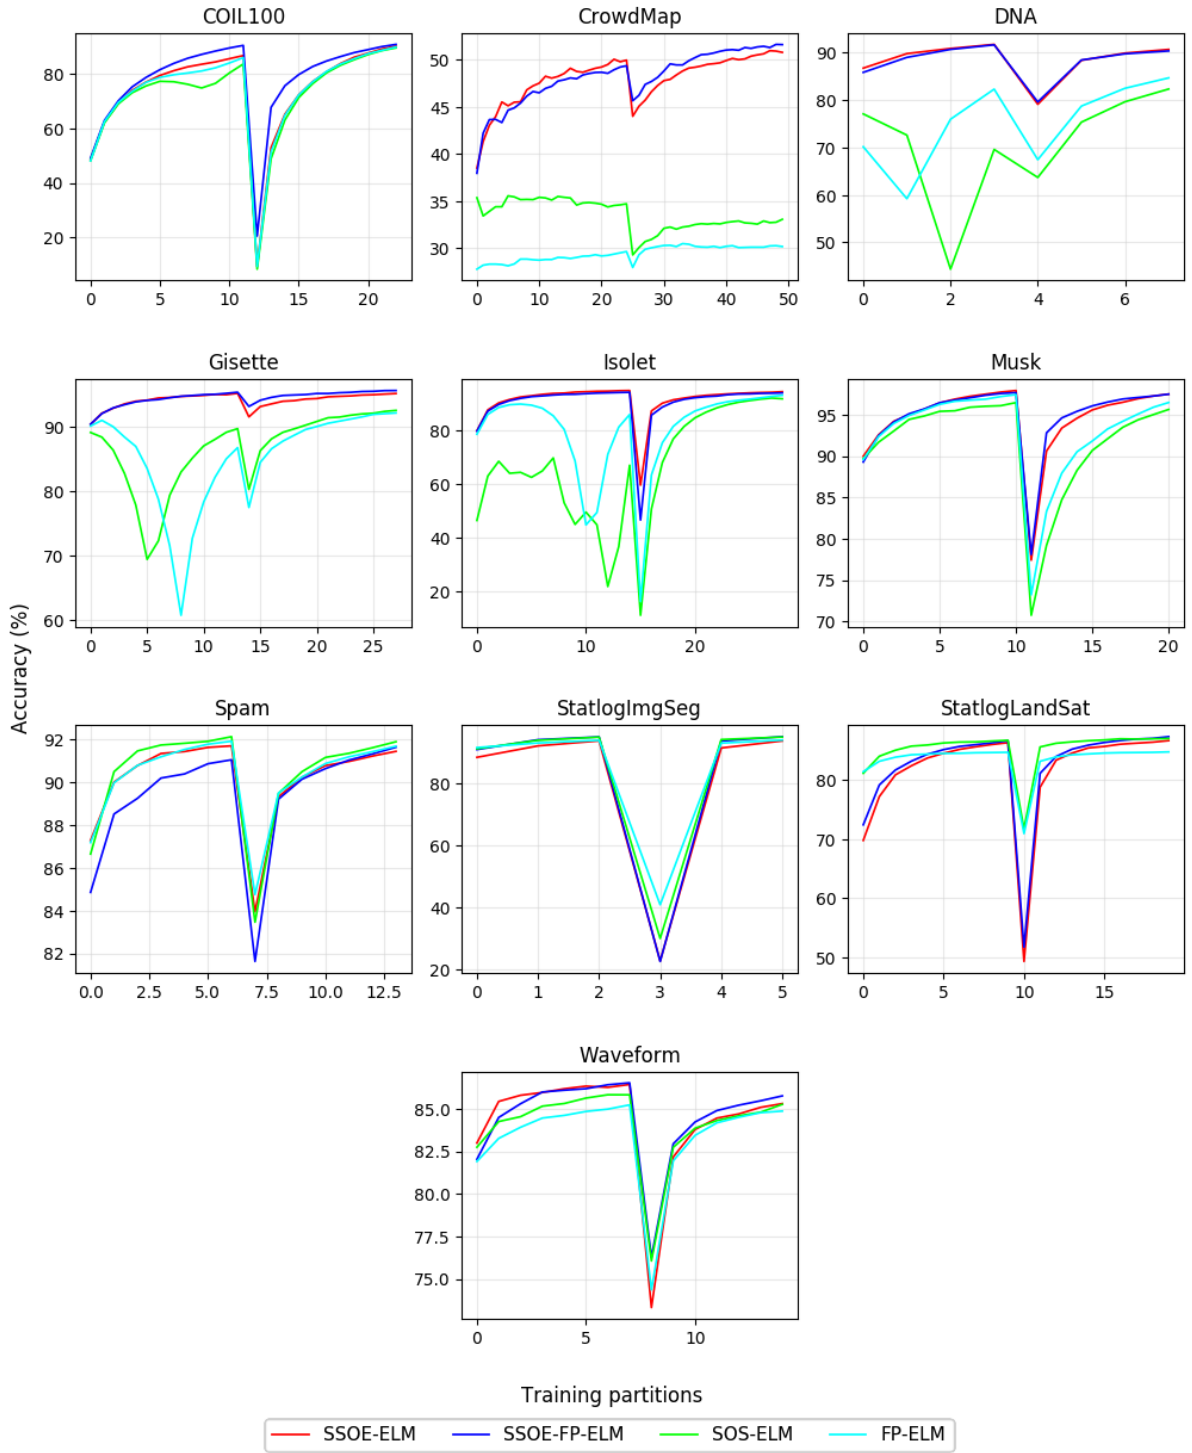 COIL100 CrowdMap DNA
80 60 40 20
0 5 10 15 20
50 45 40 35 30
0 10 20 30 40 50
90 80 70 60 50
0 2 4 6
Gisette Isolet Musk
90 80 70 60
0 5 10 15 20 25
80 60 40 20
0 10 20
95 90 85 80 75 70
0 5 10 15 20
Accuracy (%)
Spam StatlogImgSeg StatlogLandSat
92 90 88 86 84 82
0.0 2.5 5.0 7.5 10.0 12.5
80 60 40 20
0 1 2 3 4 5
80 70 60 50
0 5 10 15
Waveform
85.0 82.5 80.0 77.5 75.0
0 5 10
Training partitions
SSOE-ELM SSOE-FP-ELM SOS-ELM FP-ELM